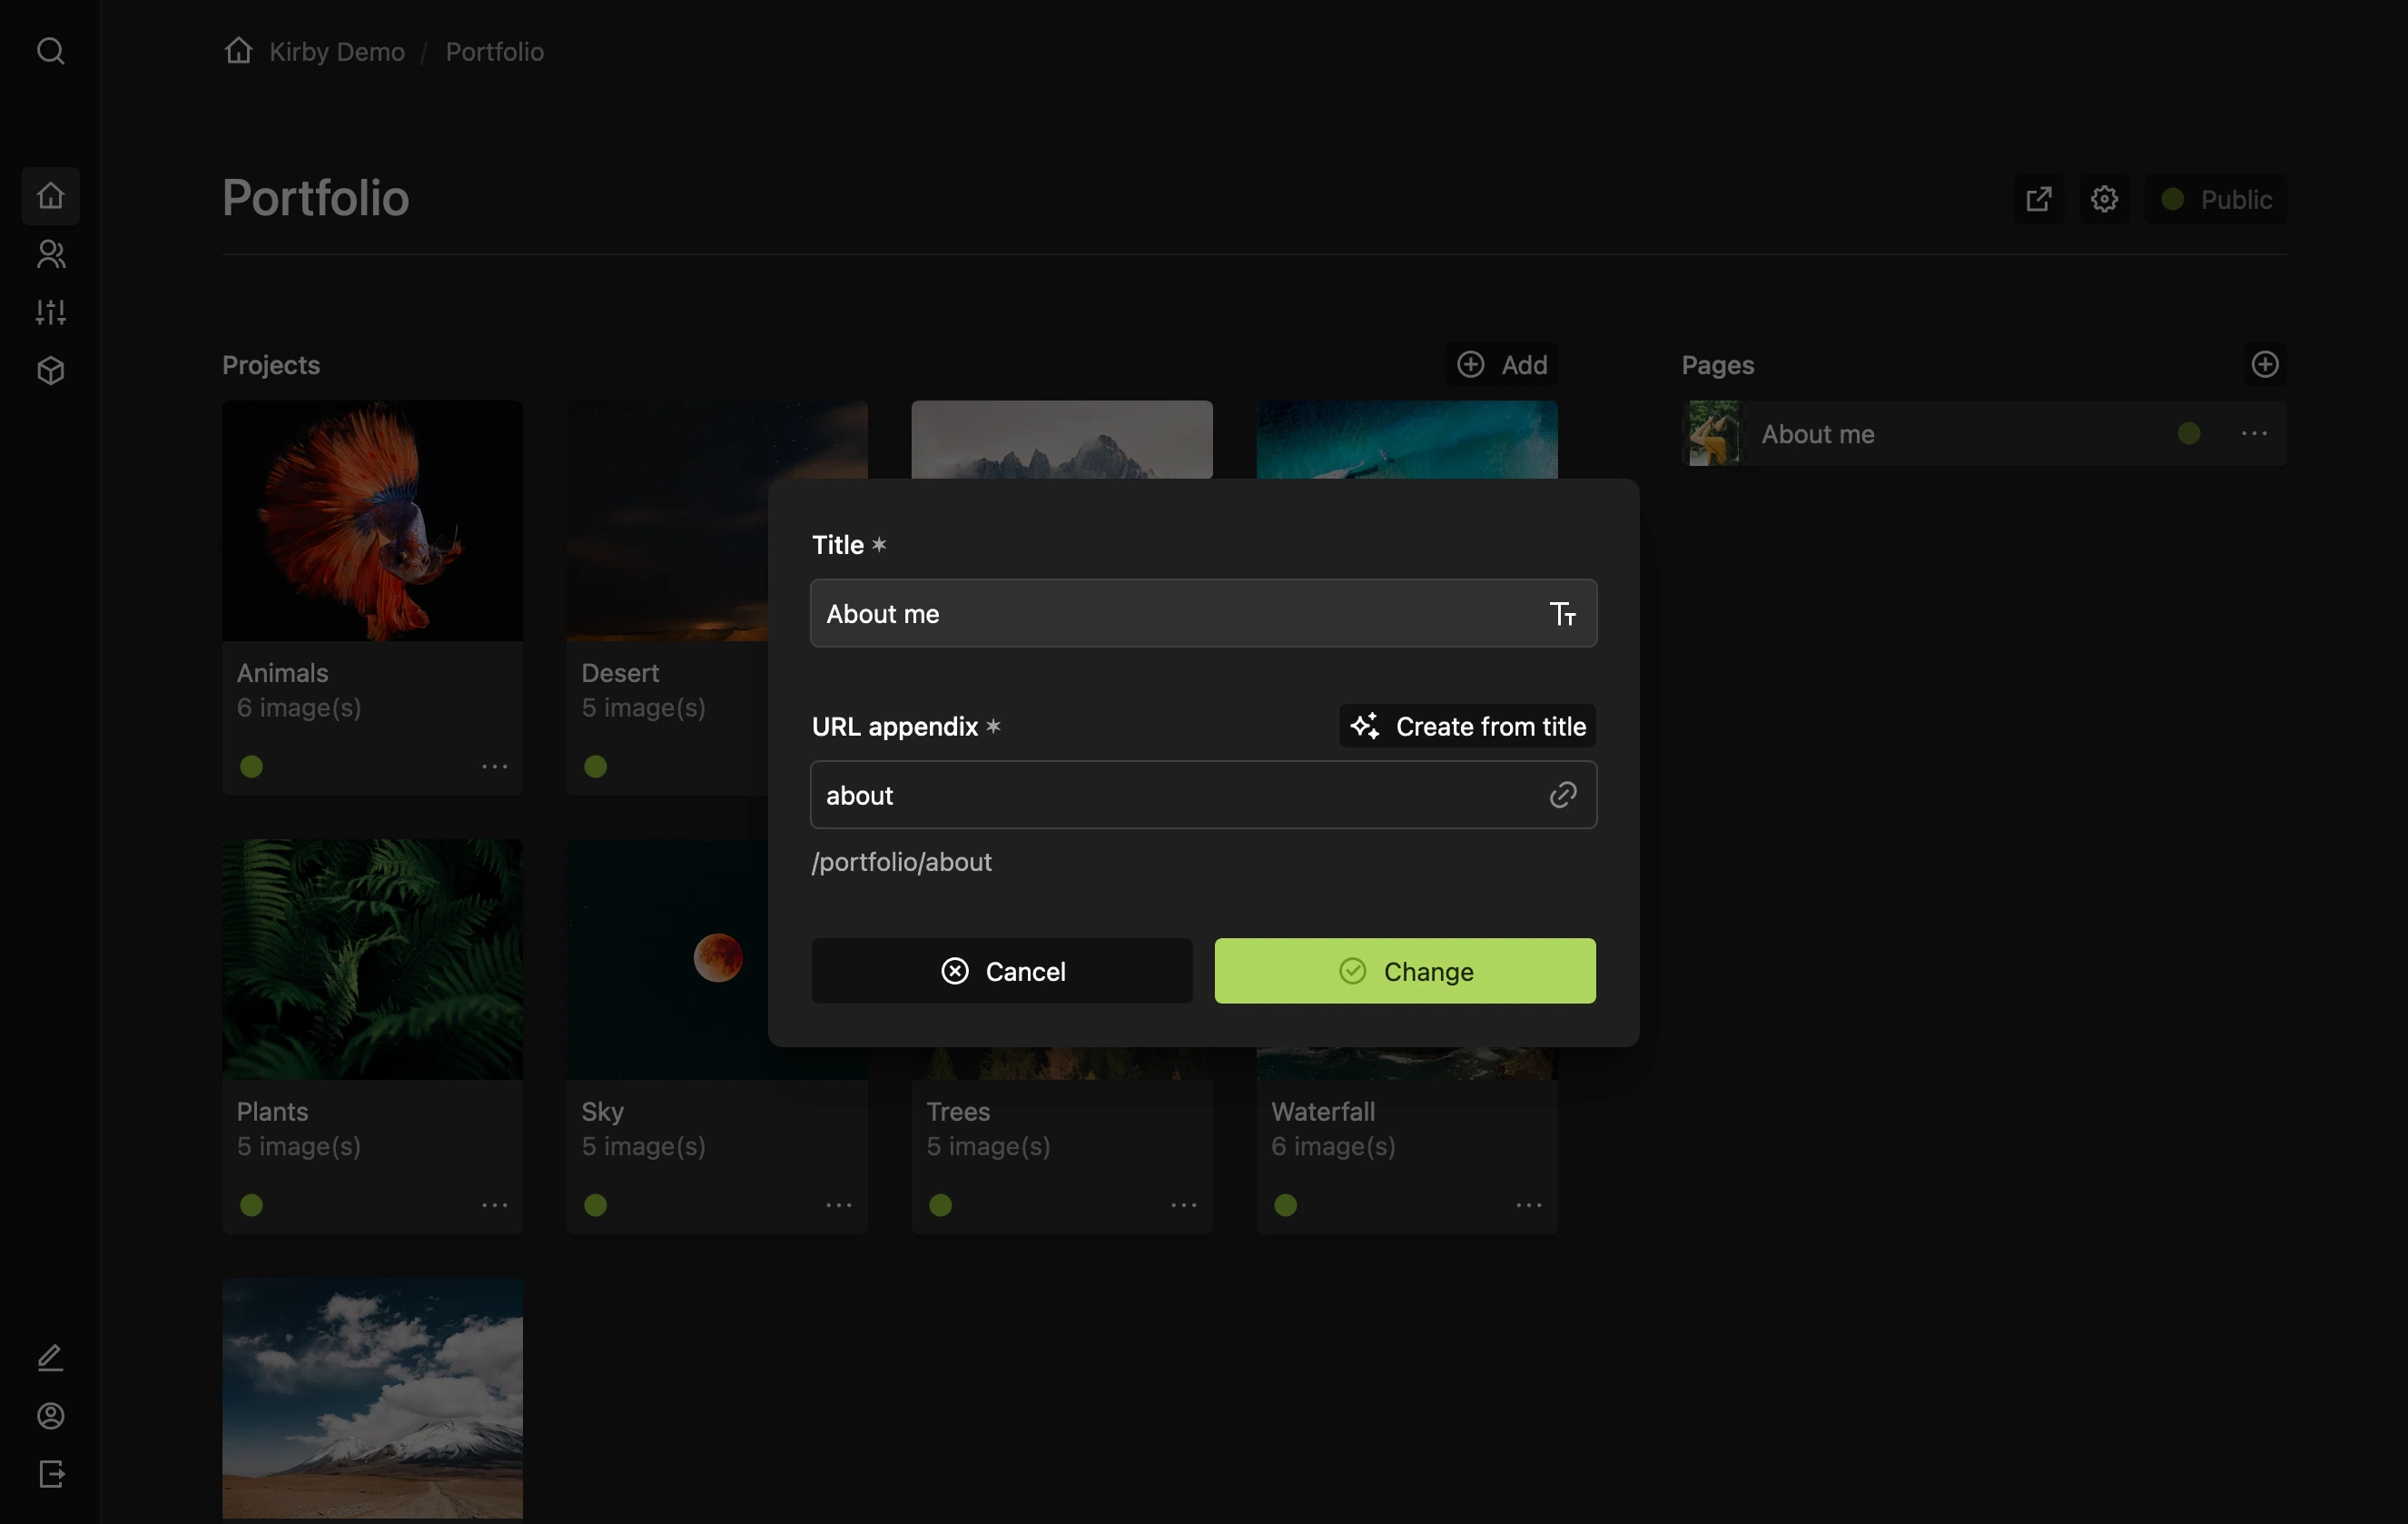 Kirby Demo / Portfolio
Portfolio
Public
Projects
Add
Pages
About me
Animals
6 image(s)
Desert
5 image(s)
Title ✶
About me
URL appendix ✶
Create from title
about
/portfolio/about
Cancel
Change
Plants
5 image(s)
Sky
5 image(s)
Trees
5 image(s)
Waterfall
6 image(s)